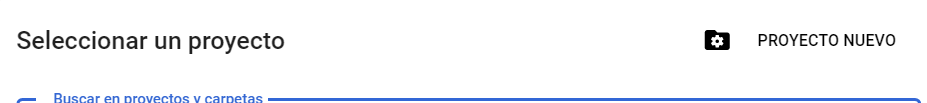 Seleccionar un proyecto
PROYECTO NUEVO
Buscar en proyectos y carpetas